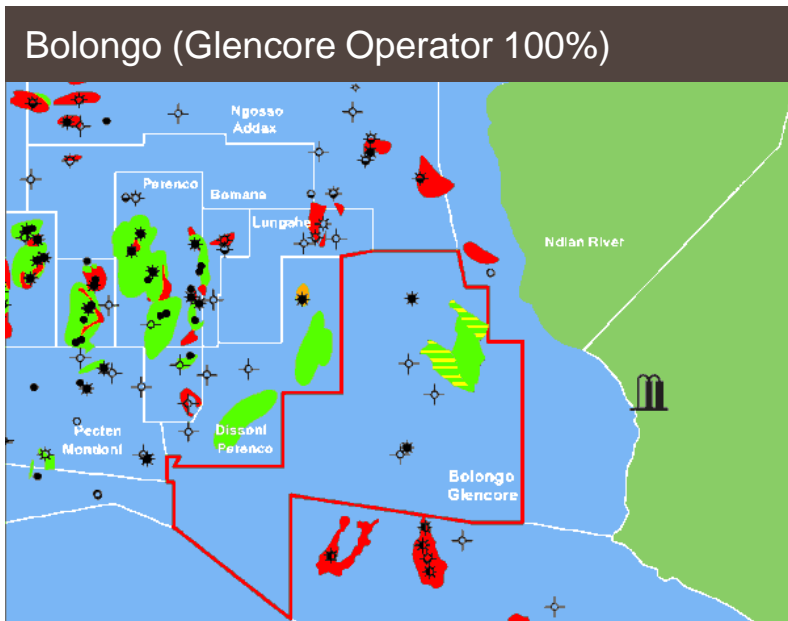 Bolongo (Glencore Operator 100%)
Ngosso
Addax
Perenco
Bomana
Lungahe
Ndian River
Dissoni
Perenco
Pecten
Mondoni
Bolongo
Glencore